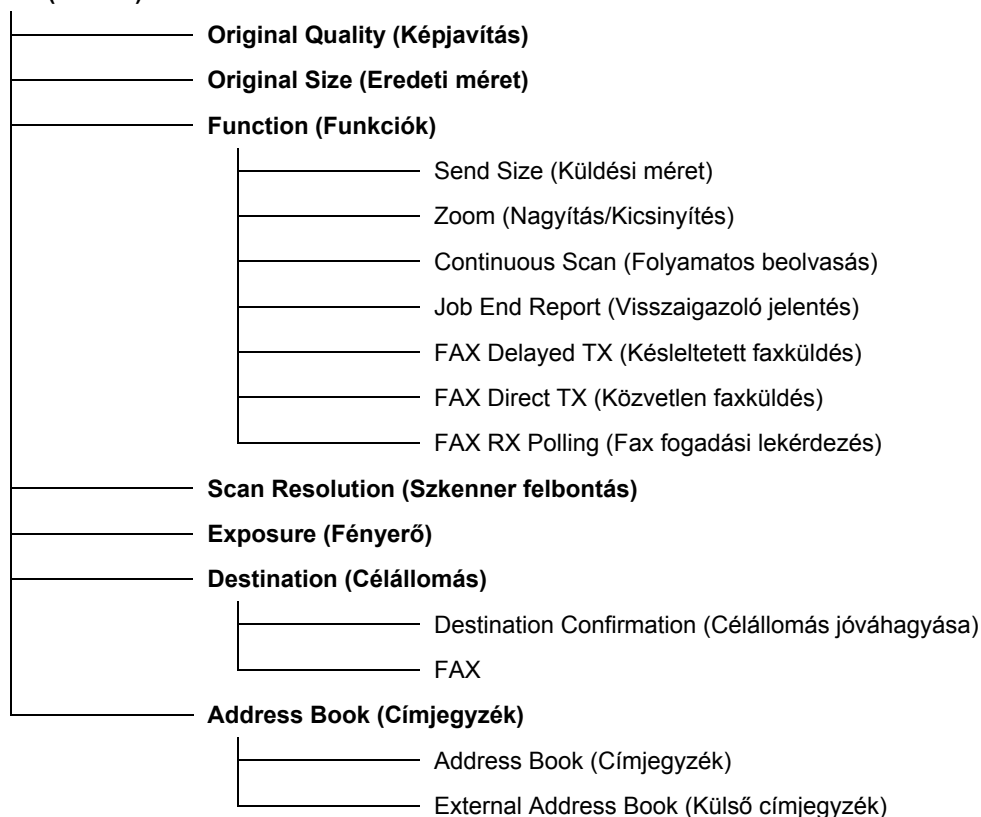 Original Quality (Képjavítás)
Original Size (Eredeti méret)
Function (Funkciók)
Send Size (Küldési méret)
Zoom (Nagyítás/Kicsinyítés)
Continuous Scan (Folyamatos beolvasás)
Job End Report (Visszaigazoló jelentés)
FAX Delayed TX (Késleltetett faxküldés)
FAX Direct TX (Közvetlen faxküldés)
FAX RX Polling (Fax fogadási lekérdezés)
Scan Resolution (Szkenner felbontás)
Exposure (Fényerő)
Destination (Célállomás)
Destination Confirmation (Célállomás jóváhagyása)
FAX
Address Book (Címjegyzék)
Address Book (Címjegyzék)
External Address Book (Külső címjegyzék)